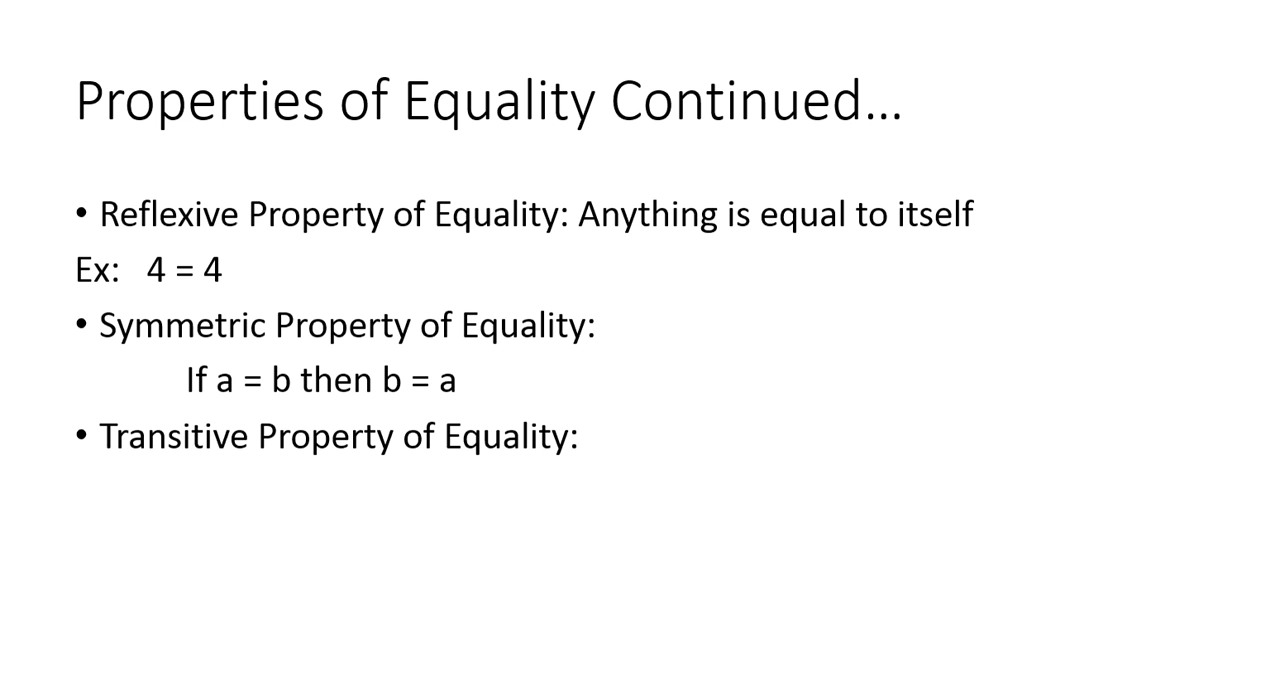 Properties of Equality Continued...
• Reflexive Property of Equality: Anything is equal to itself
Ex: 4 = 4
• Symmetric Property of Equality:
If a = b then b = a
• Transitive Property of Equality: